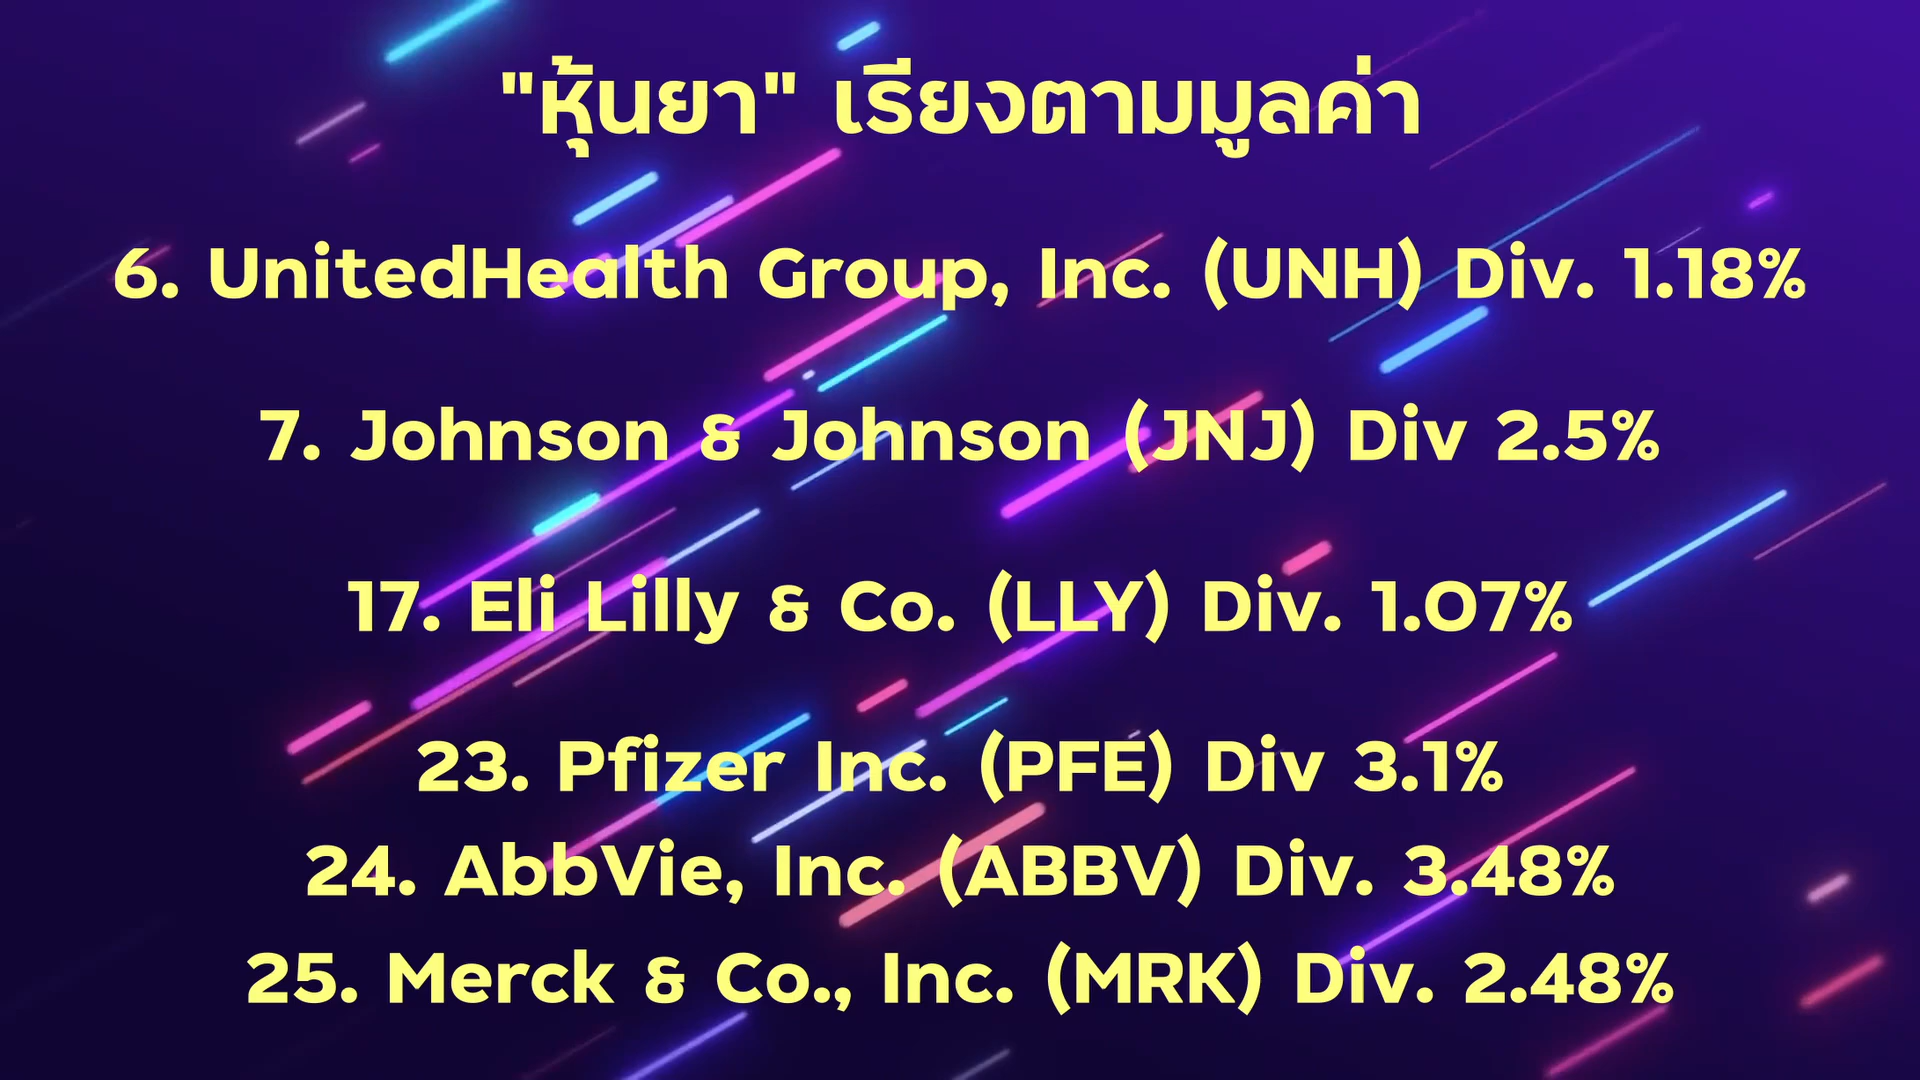 "หุ้นยา" เรียงตามมูลค่า
6. UnitedHealth Group, Inc. (UNH) Div. 1.18%
7. Johnson & Johnson (JNJ) Div 2.5%
17. Eli Lilly & Co. (LLY) Div. 1.07%
23. Pfizer Inc. (PFE) Div 3.1%
24. AbbVie, Inc. (ABBV) Div. 3.48%
25. Merck & Co., Inc. (MRK) Div. 2.48%